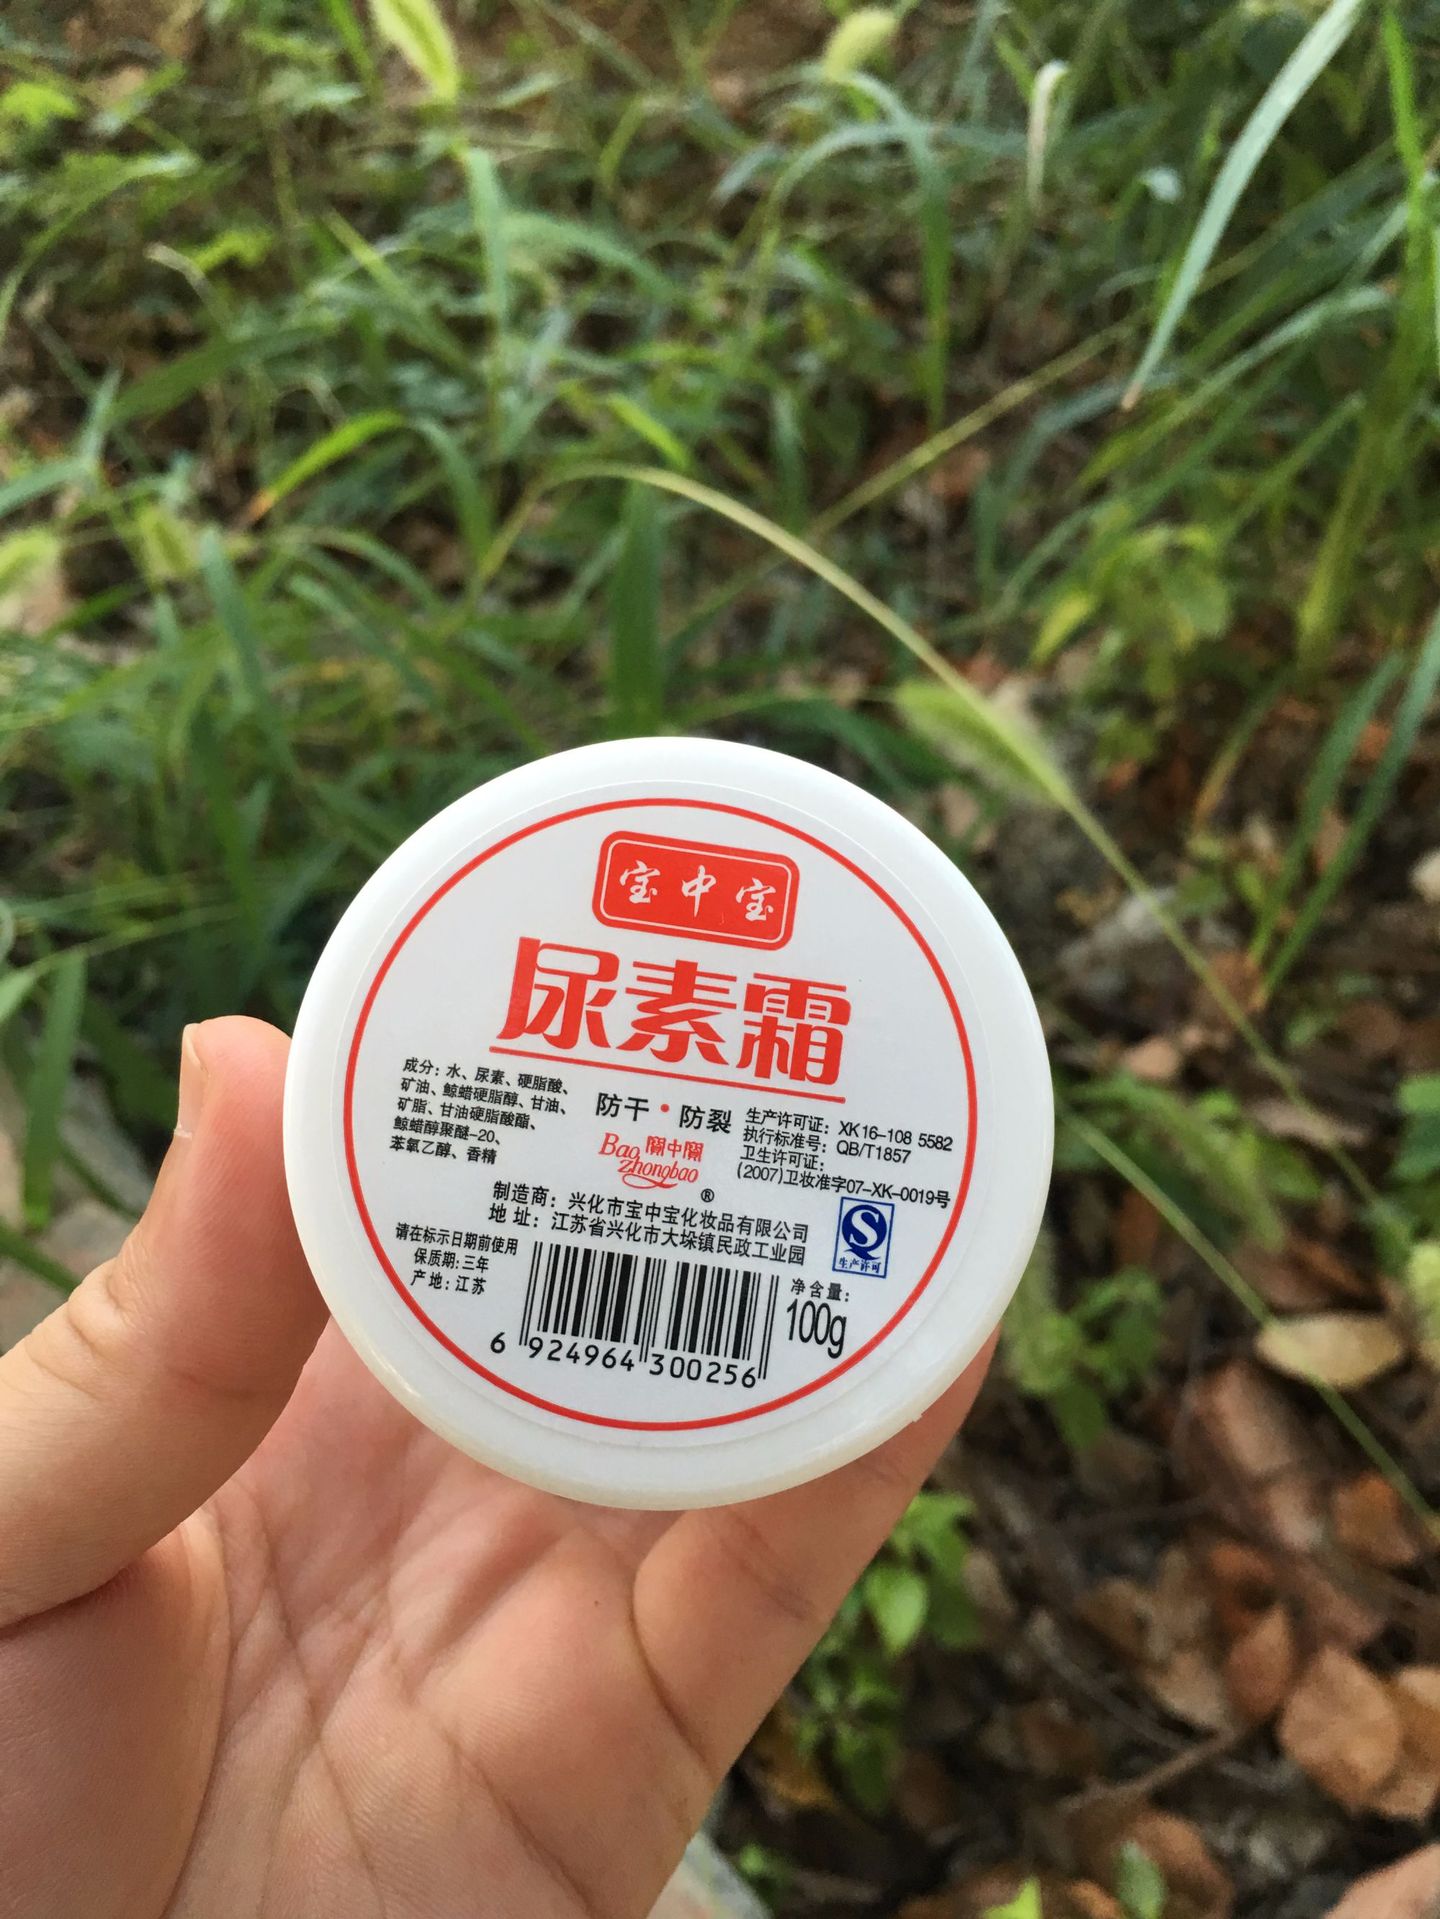 宝中宝
尿素霜
成分：水、尿素、硬脂酸、
矿油、鲸蜡硬脂醇、甘油、
矿脂、甘油硬脂酸酯、
鲸蜡醇聚醚-20、
苯氧乙醇、香精
防干·防裂
Bao
zhongbao
寶中寶
®
生产许可证：XK16-108 5582
执行标准号：QB/T1857
卫生许可证：
(2007)卫妆准字07-XK-0019号
制造商：兴化市宝中宝化妆品有限公司
地址：江苏省兴化市大垛镇民政工业园
请在标示日期前使用
保质期:三年
产地:江苏
S
生产许可
净含量：
100g
6 924964 300256